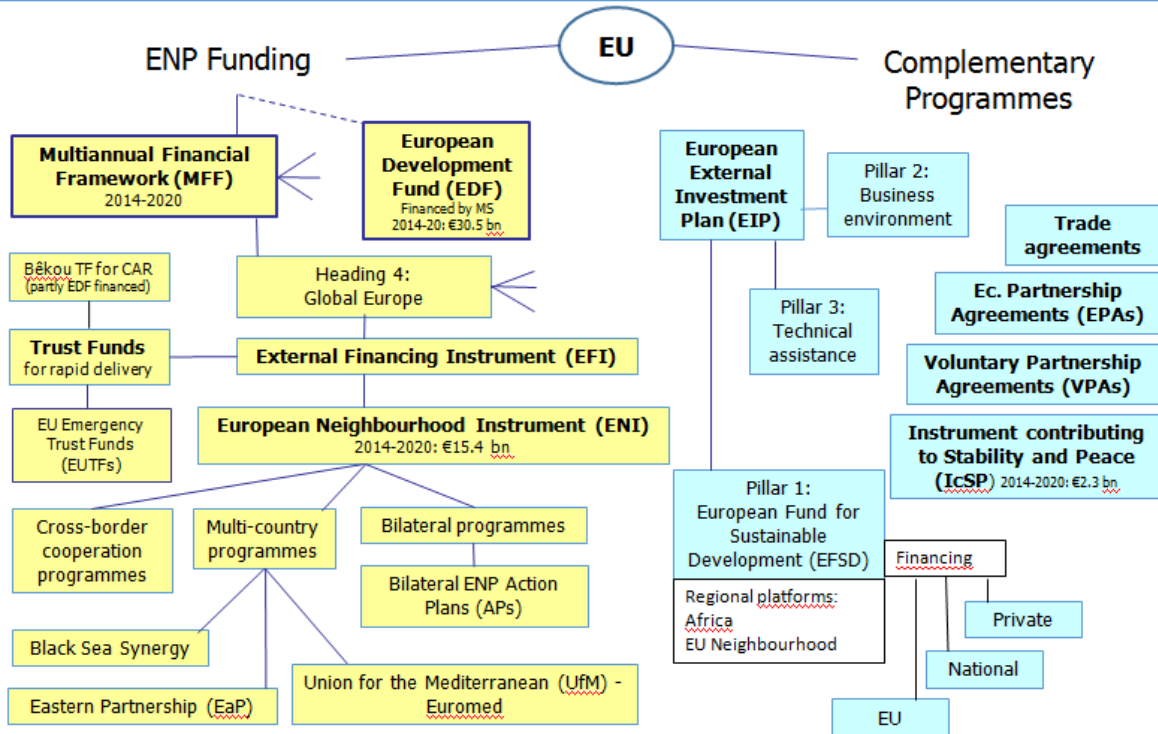 EU
ENP Funding
Complementary
Programmes
Multiannual Financial
Framework (MFF)
2014-2020
European
Development
Fund (EDF)
Financed by MS
2014-20: €30.5 bn
Bêkou TF for CAR
(partly EDF financed)
Heading 4:
Global Europe
Trust Funds
for rapid delivery
External Financing Instrument (EFI)
EU Emergency
Trust Funds
(EUTFs)
European Neighbourhood Instrument (ENI)
2014-2020: €15.4 bn
Cross-border
cooperation
programmes
Multi-country
programmes
Bilateral programmes
Bilateral ENP Action
Plans (APs)
Black Sea Synergy
Eastern Partnership (EaP)
Union for the Mediterranean (UfM) -
Euromed
European
External
Investment
Plan (EIP)
Pillar 2:
Business
environment
Pillar 3:
Technical
assistance
Trade
agreements
Ec. Partnership
Agreements (EPAs)
Voluntary Partnership
Agreements (VPAs)
Instrument contributing
to Stability and Peace
(IcSP) 2014-2020: €2.3 bn
Pillar 1:
European Fund for
Sustainable
Development (EFSD)
Regional platforms:
Africa
EU Neighbourhood
Financing
Private
National
EU